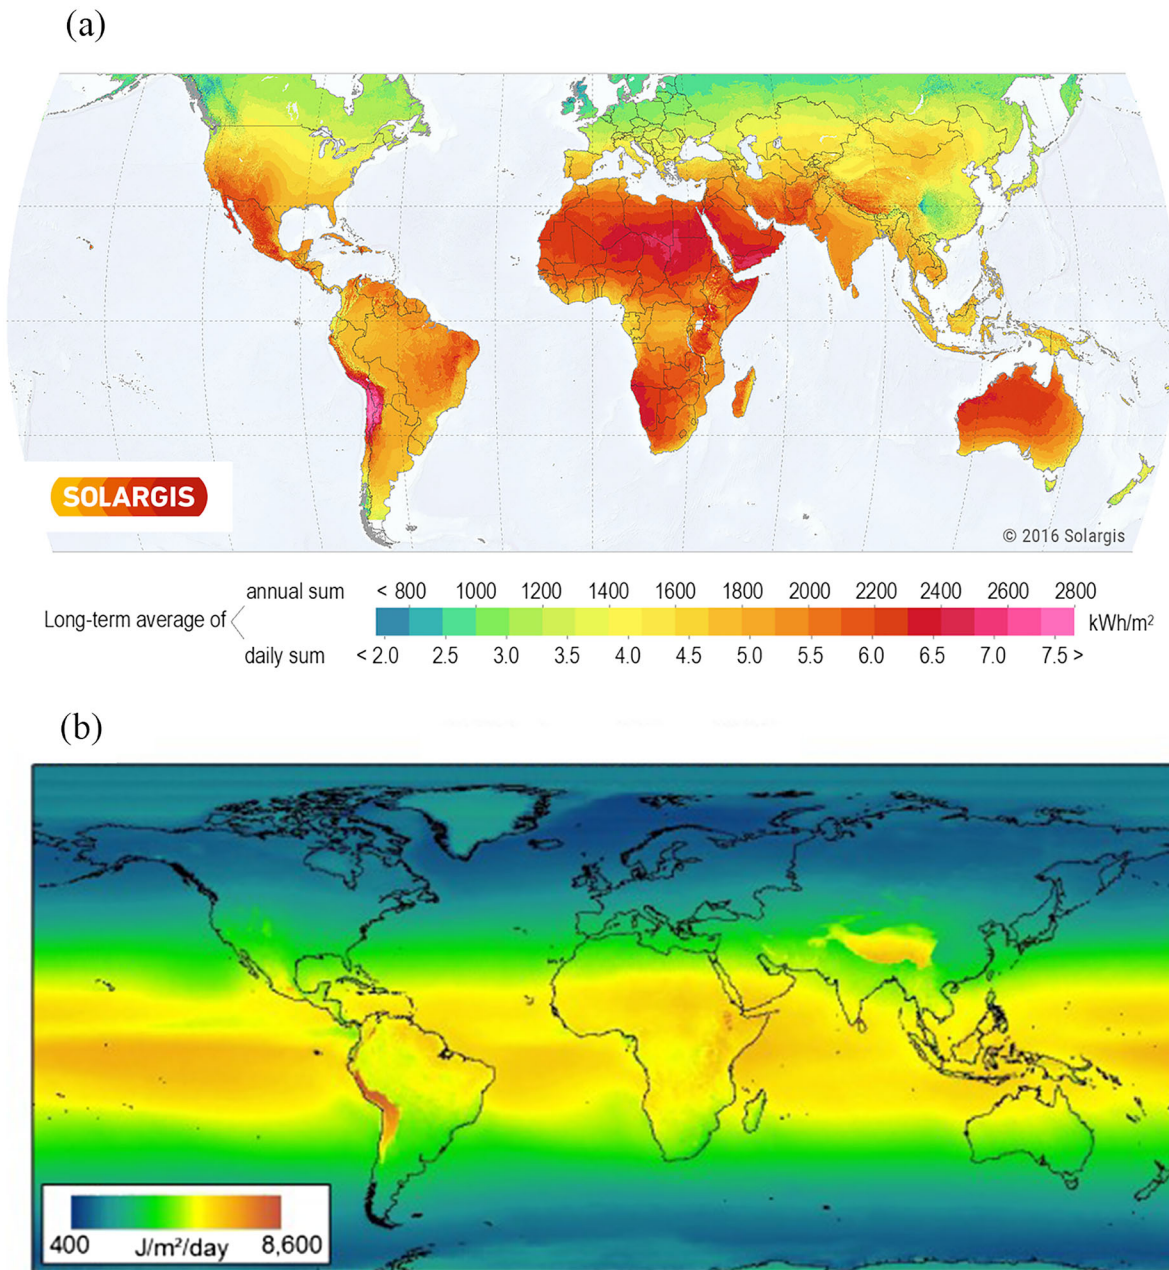 (a)
SOLARGIS
© 2016 Solargis
annual sum < 800 1000 1200 1400 1600 1800 2000 2200 2400 2600 2800
Long-term average of kWh/m²
daily sum < 2.0 2.5 3.0 3.5 4.0 4.5 5.0 5.5 6.0 6.5 7.0 7.5 >
(b)
400 J/m²/day 8,600